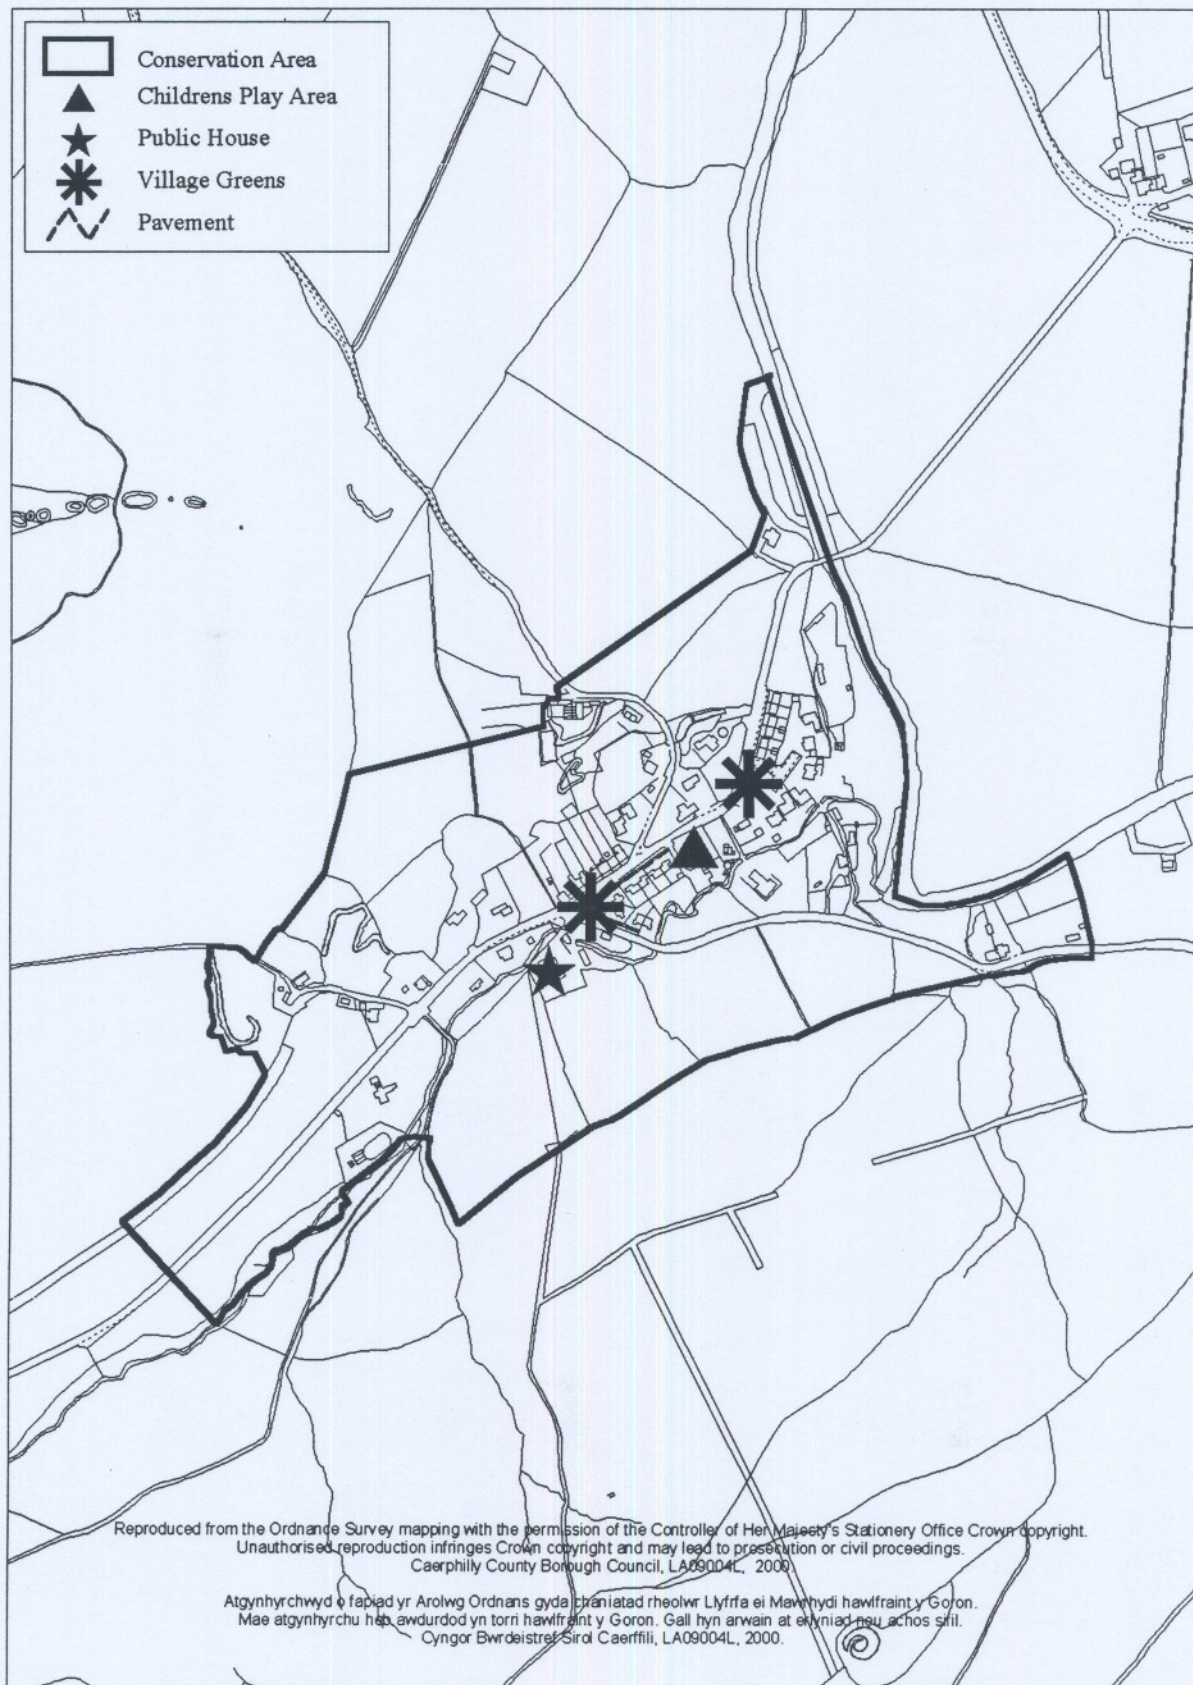 Conservation Area
Childrens Play Area
Public House
Village Greens
Pavement
Reproduced from the Ordnance Survey mapping with the permission of the Controller of Her Majesty's Stationery Office Crown copyright.
Unauthorised reproduction infringes Crown copyright and may lead to prosecution or civil proceedings.
Caerphilly County Borough Council, LA09004L, 2000.
Atgynhyrchwyd o fapiad yr Arolwg Ordnans gyda chaniatad rheolwr Llyfrfa ei Mawrhydi hawlfraint y Goron.
Mae atgynhyrchu heb awdurdod yn torri hawlfraint y Goron. Gall hyn arwain at erlyniad neu achos sifil.
Cyngor Bwrdeistref Sirol Caerffili, LA09004L, 2000.